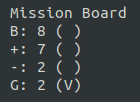 Mission Board
B: 8 ( )
+: 7 ( )
-: 2 ( )
G: 2 (V)